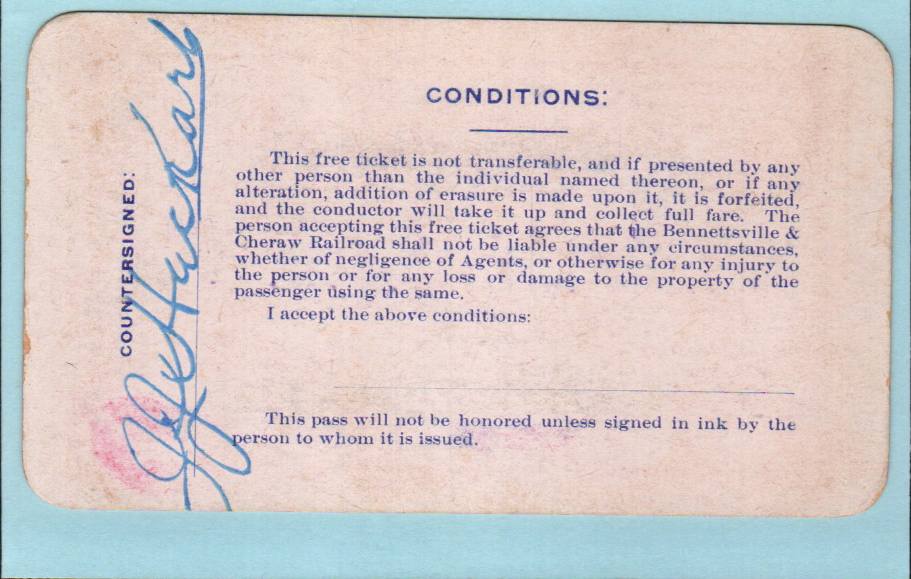 COUNTERSIGNED:
CONDITIONS:
This free ticket is not transferable, and if presented by any
other person than the individual named thereon, or if any
alteration, addition of erasure is made upon it, it is forfeited,
and the conductor will take it up and collect full fare. The
person accepting this free ticket agrees that the Bennettsville &
Cheraw Railroad shall not be liable under any circumstances,
whether of negligence of Agents, or otherwise for any injury to
the person or for any loss or damage to the property of the
passenger using the same.
I accept the above conditions:
This pass will not be honored unless signed in ink by the
person to whom it is issued.